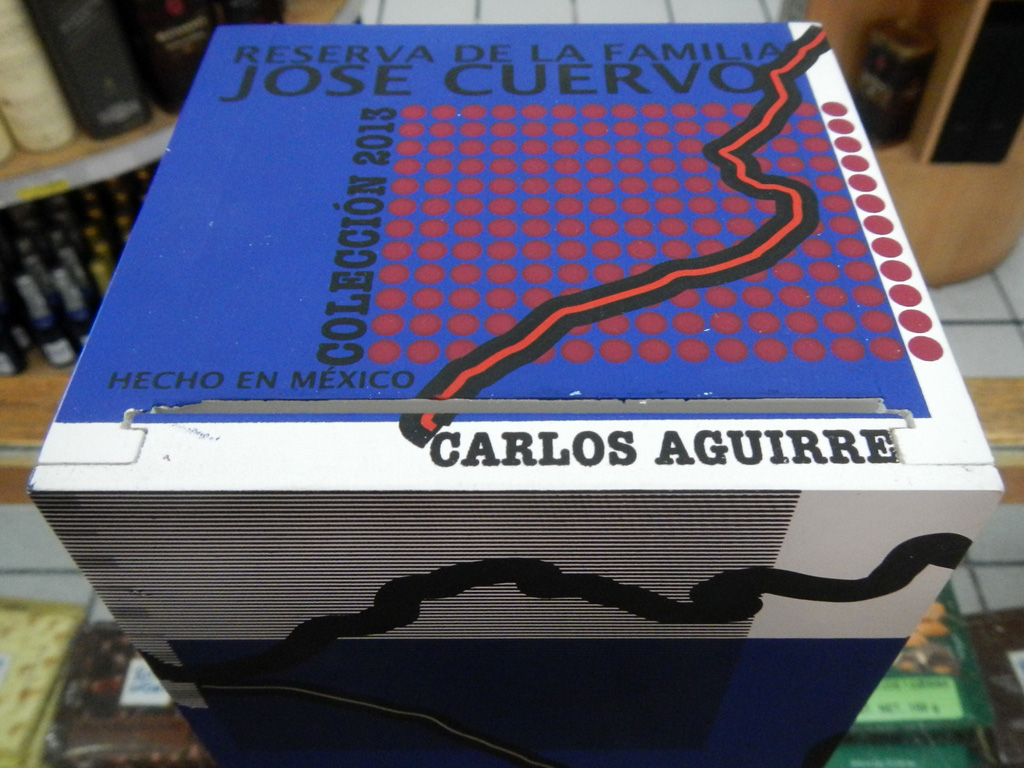 RESERVA DE LA FAMILIA
JOSE CUERVO
COLECCIÓN 2013
HECHO EN MÉXICO
CARLOS AGUIRRE